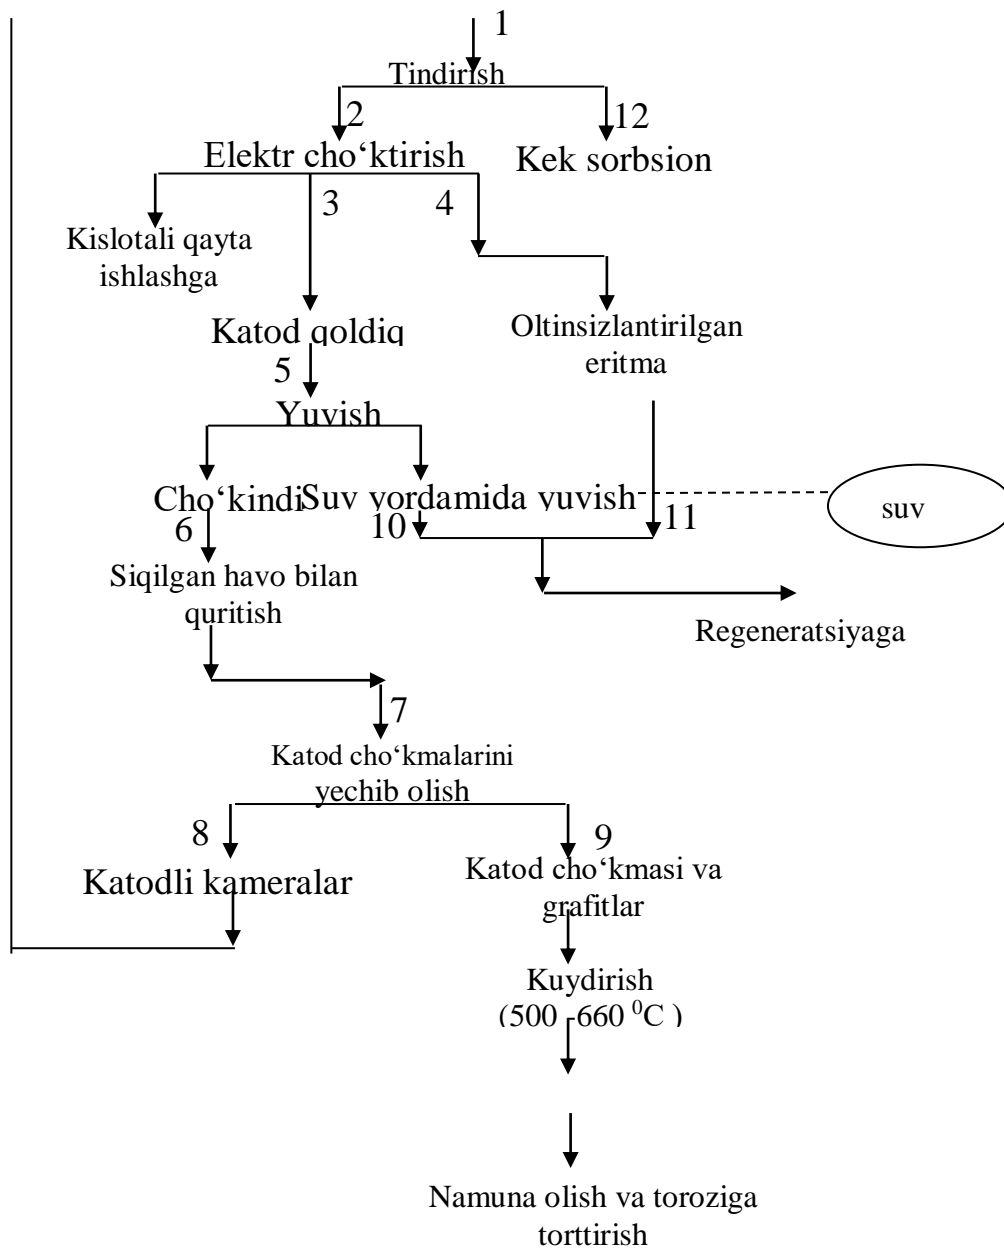 1
Tindirish
2
12
Elektr cho‘ktirish
Kek sorbsion
3
4
Kislotali qayta
ishlashga
Katod qoldiq
Oltinsizlantirilgan
eritma
5
Yuvish
Cho‘kindi
Suv yordamida yuvish
suv
6
10
11
Siqilgan havo bilan
quritish
Regeneratsiyaga
7
Katod cho‘kmalarini
yechib olish
8
9
Katodli kameralar
Katod cho‘kmasi va
grafitlar
Kuydirish
(500 -660 ⁰C )
Namuna olish va toroziga
torttirish